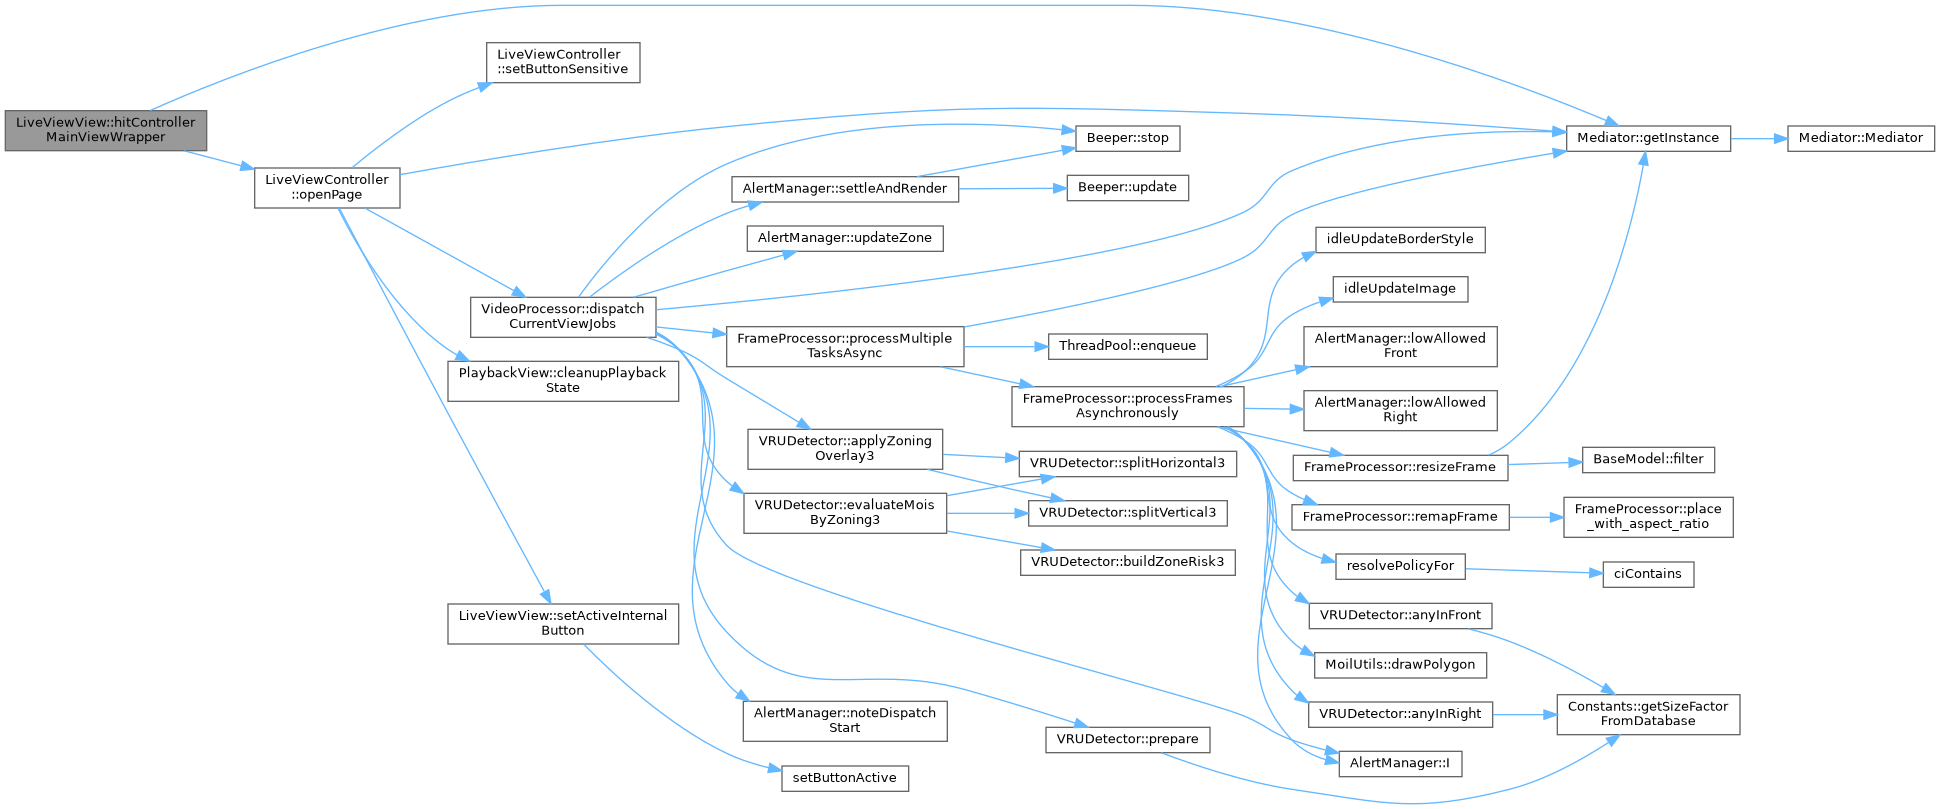 LiveViewView::hitController
MainViewWrapper
LiveViewController
::openPage
LiveViewController
::setButtonSensitive
VideoProcessor::dispatch
CurrentViewJobs
PlaybackView::cleanupPlayback
State
LiveViewView::setActiveInternal
Button
AlertManager::settleAndRender
AlertManager::updateZone
FrameProcessor::processMultiple
TasksAsync
VRUDetector::applyZoning
Overlay3
VRUDetector::evaluateMois
ByZoning3
AlertManager::noteDispatch
Start
setButtonActive
Beeper::stop
Beeper::update
ThreadPool::enqueue
FrameProcessor::processFrames
Asynchronously
VRUDetector::splitHorizontal3
VRUDetector::splitVertical3
VRUDetector::buildZoneRisk3
VRUDetector::prepare
idleUpdateBorderStyle
idleUpdateImage
AlertManager::lowAllowed
Front
AlertManager::lowAllowed
Right
FrameProcessor::resizeFrame
FrameProcessor::remapFrame
resolvePolicyFor
VRUDetector::anyInFront
MoilUtils::drawPolygon
VRUDetector::anyInRight
AlertManager::I
Mediator::getInstance
BaseModel::filter
FrameProcessor::place
_with_aspect_ratio
ciContains
Constants::getSizeFactor
FromDatabase
Mediator::Mediator